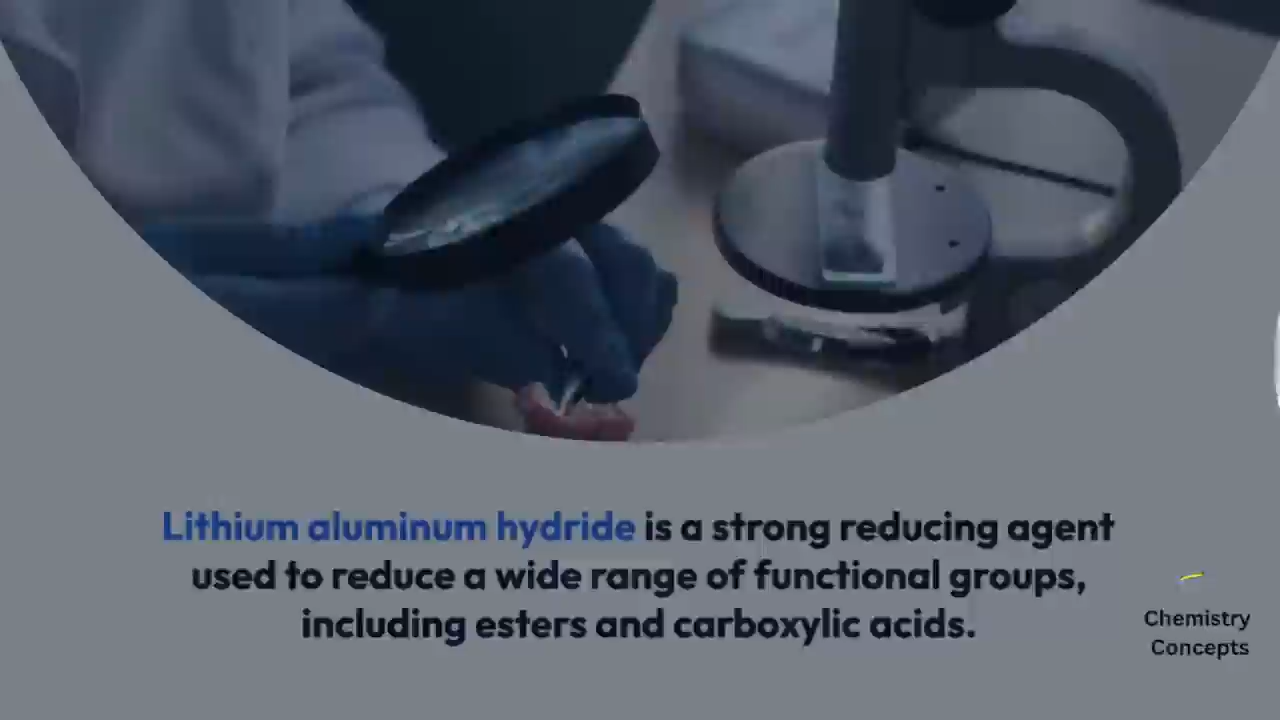 Lithium aluminum hydride is a strong reducing agent
used to reduce a wide range of functional groups,
including esters and carboxylic acids.
Chemistry
Concepts